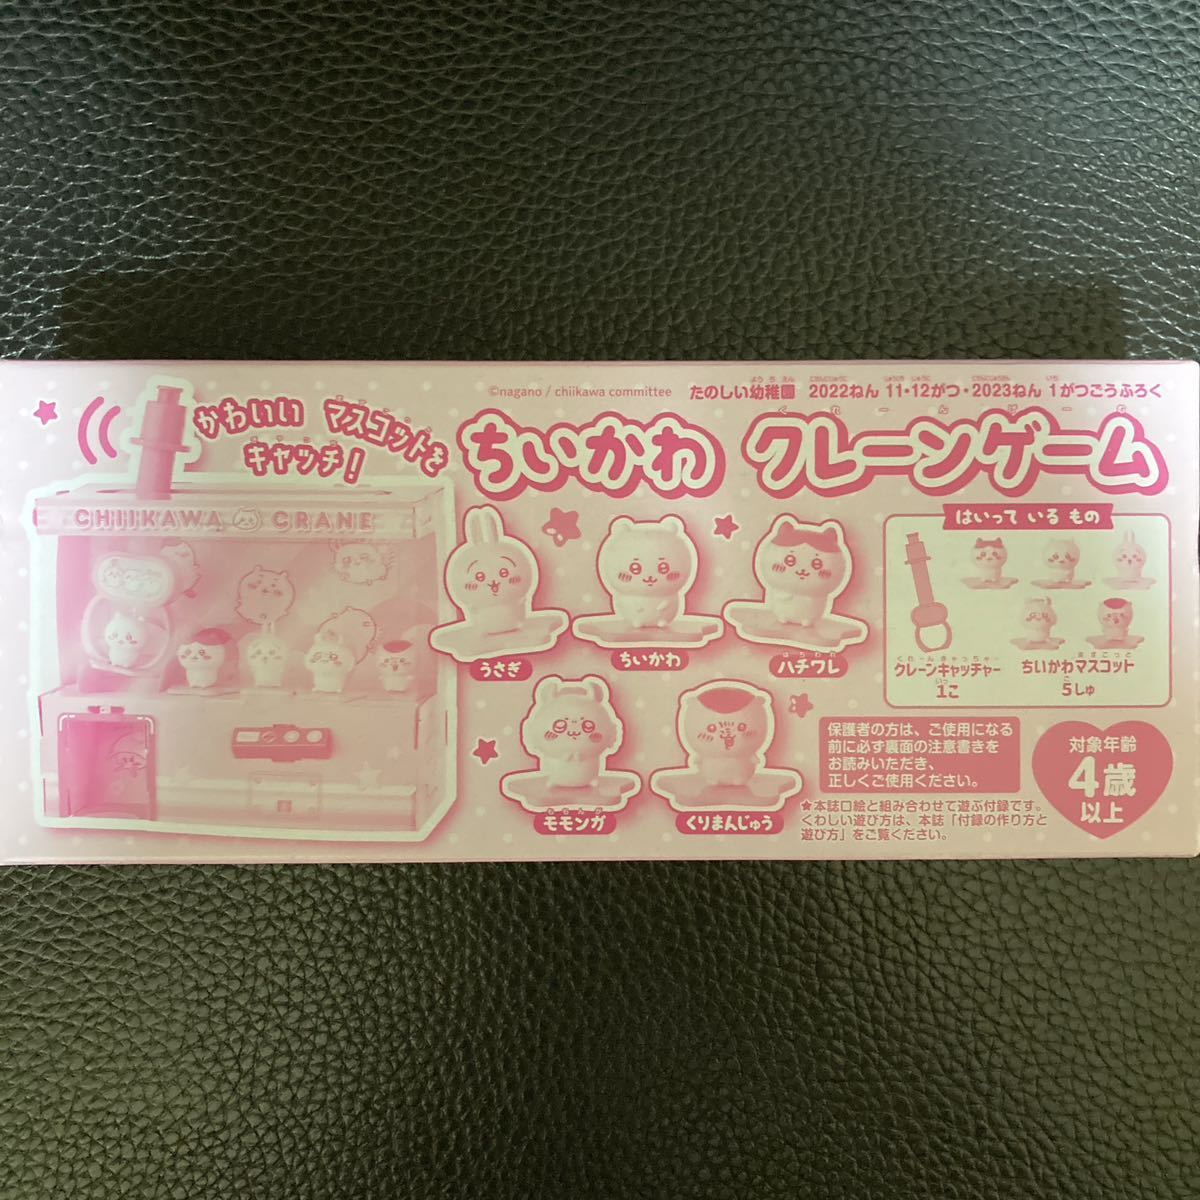 ©nagano / chiikawa committee
たのしい幼稚園 2022ねん 11・12がつ・2023ねん 1がつごうふろく
かわいい マスコットを
キャッチ!
ちいかわ クレーンゲーム
CHIIKAWA CRANE
うさぎ
ちいかわ
ハチワレ
モモンガ
くりまんじゅう
はいって いる もの
クレーンキャッチャー
1こ
ちいかわマスコット
5しゅ
保護者の方は、ご使用になる
前に必ず裏面の注意書きを
お読みいただき、
正しくご使用ください。
★本誌口絵と組み合わせて遊ぶ付録です。
くわしい遊び方は、本誌「付録の作り方と
遊び方」をご覧ください。
対象年齢
4歳
以上